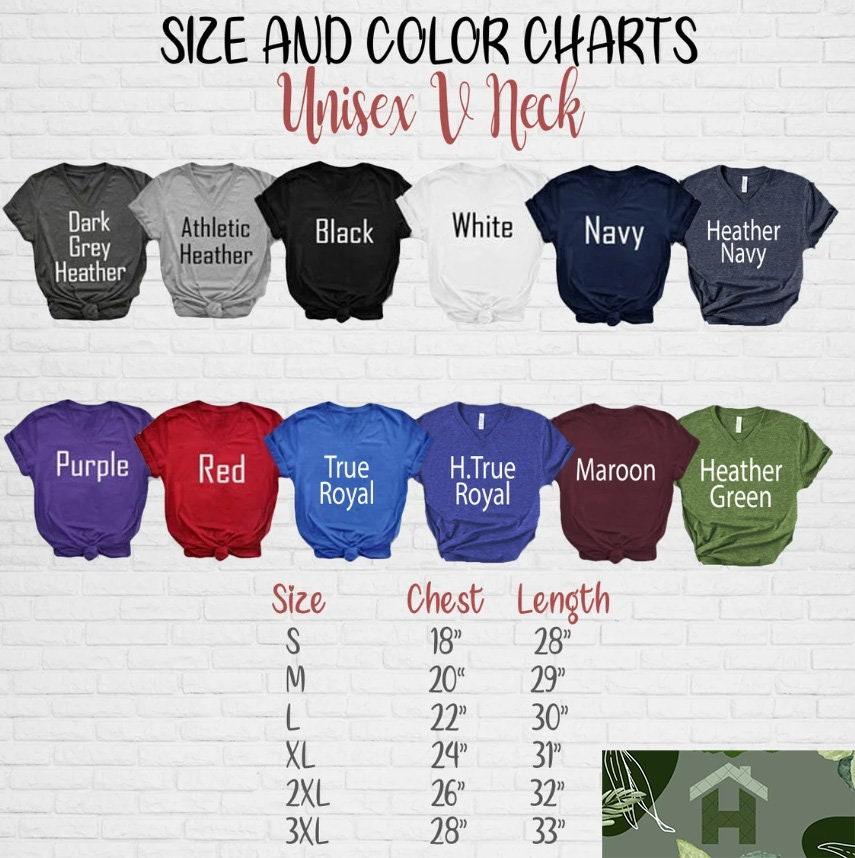 SIZE AND COLOR CHARTS
Unisex V Neck
Dark
Grey
Heather
Athletic
Heather
Black
White
Navy
Heather
Navy
Purple
Red
True
Royal
H.True
Royal
Maroon
Heather
Green
Size Chest Length
S 18” 28”
M 20“ 29”
L 22” 30”
XL 24” 31”
2XL 26” 32”
3XL 28” 33”
H